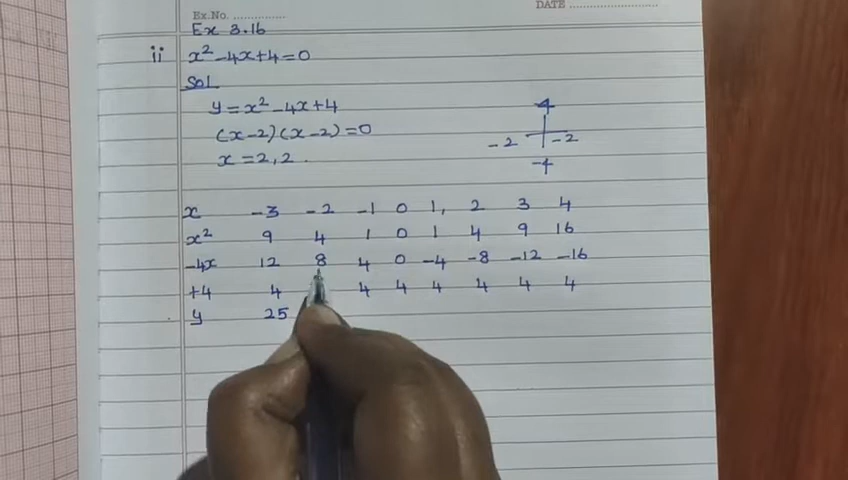 Ex.No. ............... DATE ........................
Ex 3.16
ii x² -4x+4=0
Sol
y = x² -4x+4
(x-2)(x-2) =0
x =2,2 .
4
-2 -2
-4
x -3 -2 -1 0 1, 2 3 4
x² 9 4 1 0 1 4 9 16
-4x 12 8 4 0 -4 -8 -12 -16
+4 4 4 4 4 4 4 4
y 25